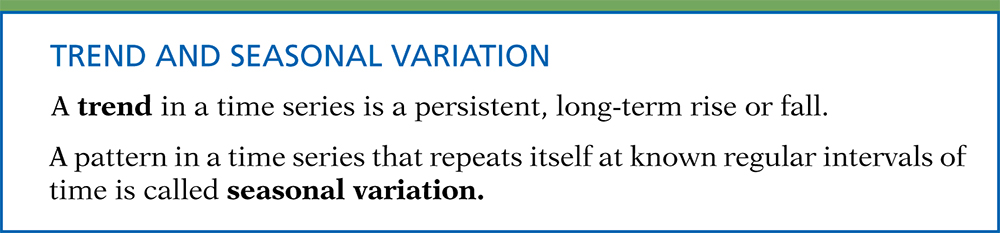 TREND AND SEASONAL VARIATION
A trend in a time series is a persistent, long-term rise or fall.
A pattern in a time series that repeats itself at known regular intervals of
time is called seasonal variation.